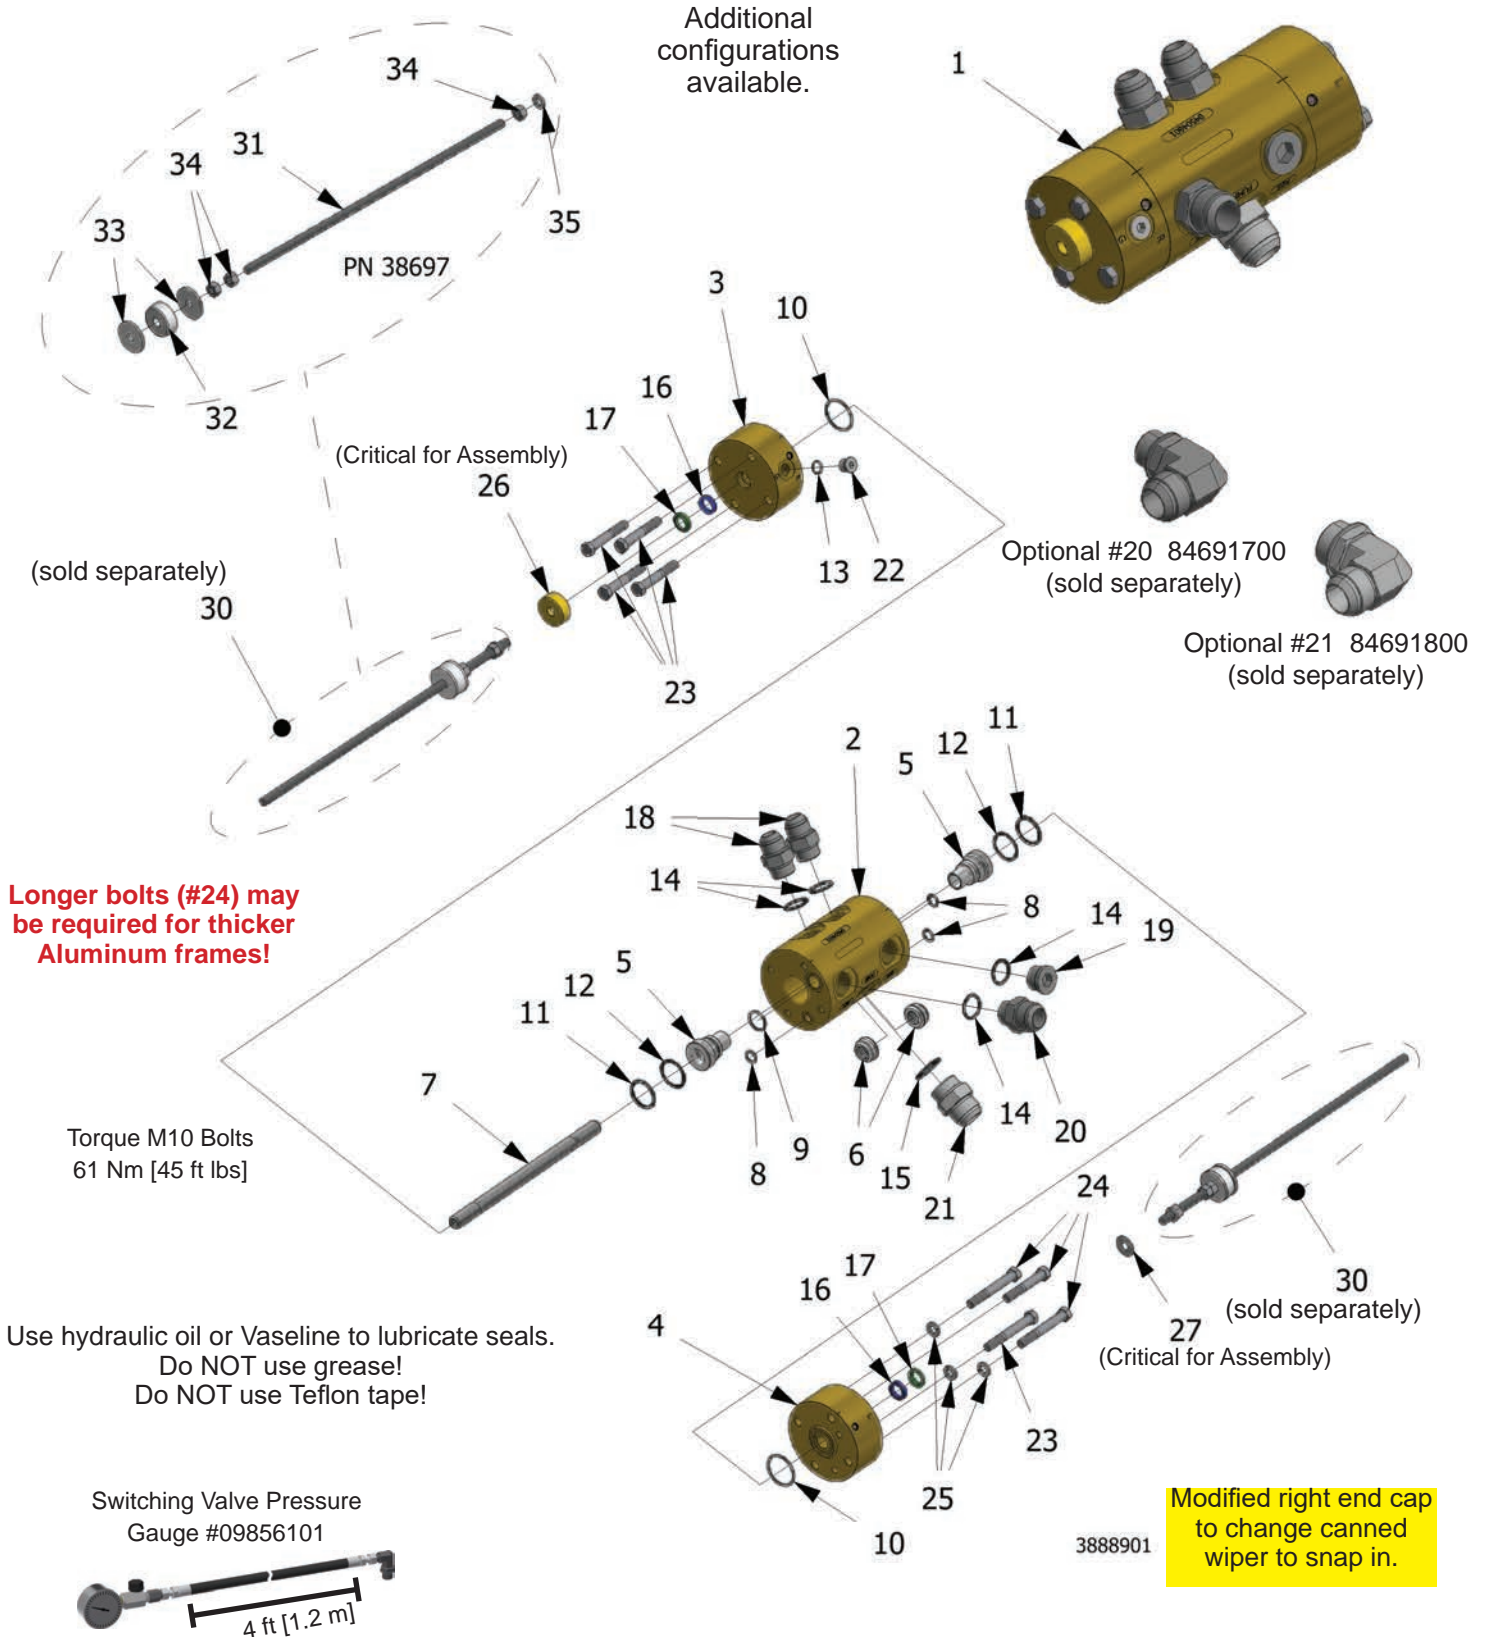 Additional
configurations
available.
1
34
31
34
33
35
PN 38697
32
3
10
16
17
(Critical for Assembly)
26
13
22
(sold separately)
30
23
Optional #20 84691700
(sold separately)
Optional #21 84691800
(sold separately)
2
5
12
11
18
14
8
14
19
Longer bolts (#24) may
be required for thicker
Aluminum frames!
5
12
11
7
8
9
6
15
21
14
20
Torque M10 Bolts
61 Nm [45 ft lbs]
24
30
(sold separately)
27
(Critical for Assembly)
17
16
4
23
25
10
Use hydraulic oil or Vaseline to lubricate seals.
Do NOT use grease!
Do NOT use Teflon tape!
Switching Valve Pressure
Gauge #09856101
4 ft [1.2 m]
3888901
Modified right end cap
to change canned
wiper to snap in.